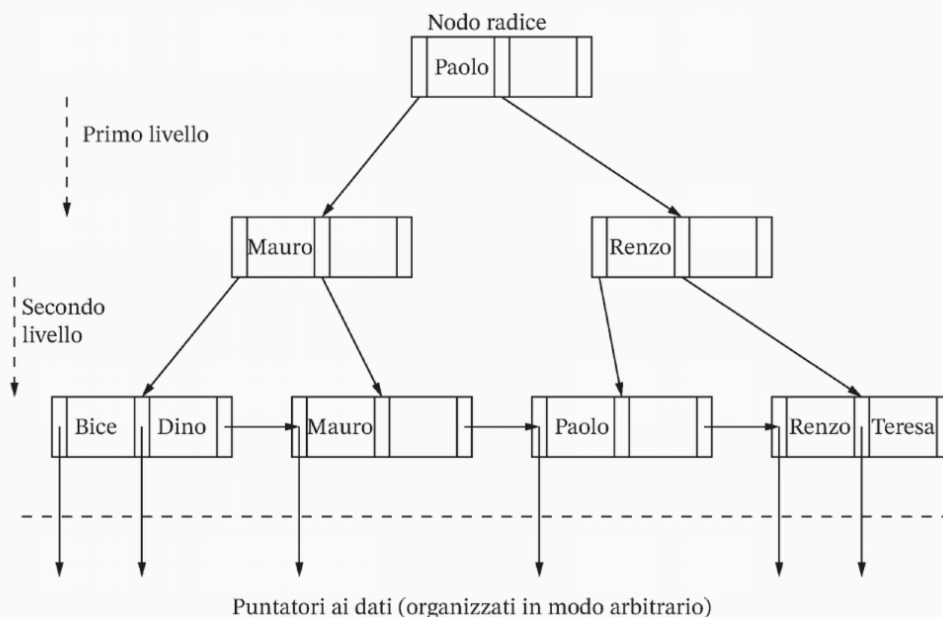 Nodo radice
Paolo
Primo livello
Mauro
Renzo
Secondo
livello
Bice Dino Mauro Paolo Renzo Teresa
Puntatori ai dati (organizzati in modo arbitrario)